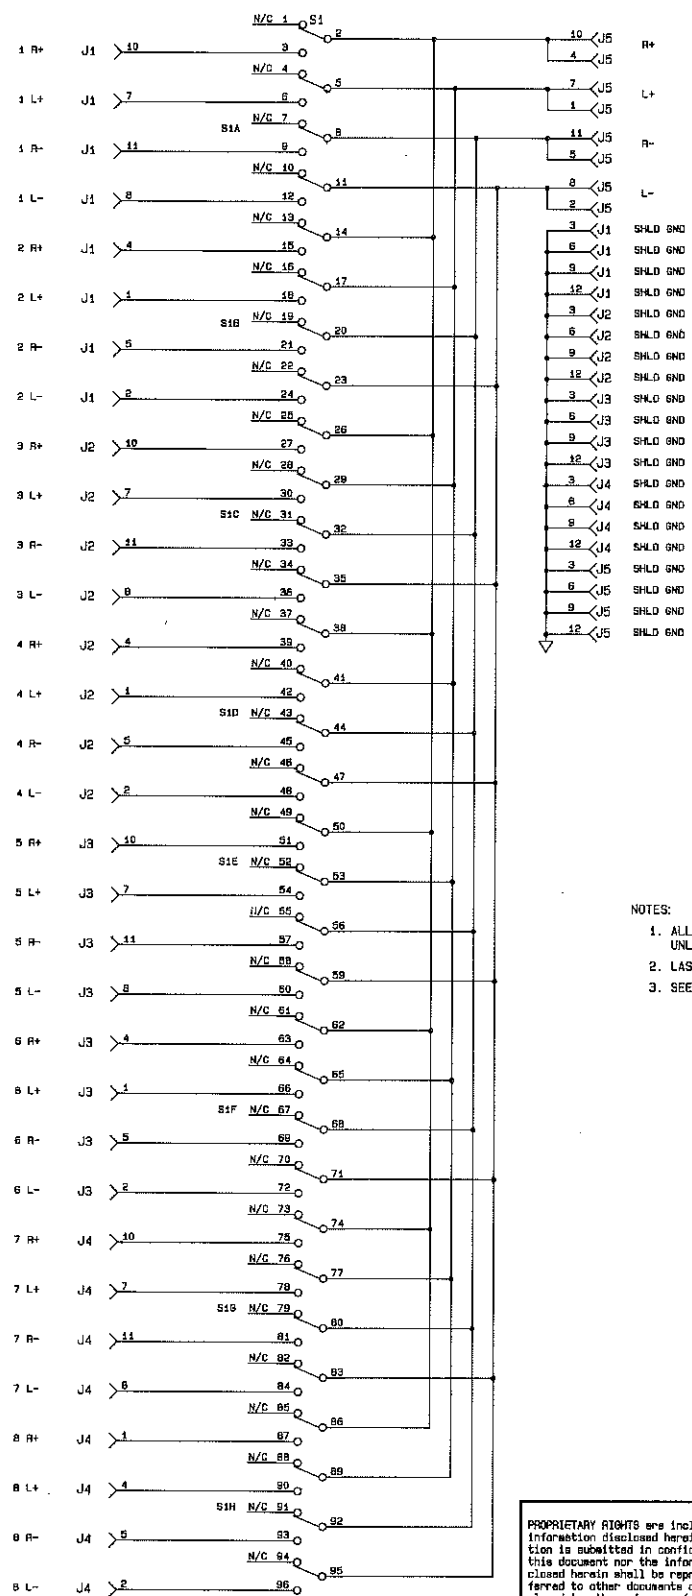 N/C 1 S1
2
1 R+ J1 10 3
N/C 4
5
1 L+ J1 7 6
S1A N/C 7
8
1 R- J1 11 9
N/C 10
11
1 L- J1 8 12
N/C 13
14
2 R+ J1 4 15
N/C 16
17
2 L+ J1 1 18
S1B N/C 19
20
2 R- J1 5 21
N/C 22
23
2 L- J1 2 24
N/C 25
26
3 R+ J2 10 27
N/C 28
29
3 L+ J2 7 30
S1C N/C 31
32
3 R- J2 11 33
N/C 34
35
3 L- J2 8 36
N/C 37
38
4 R+ J2 4 39
N/C 40
41
4 L+ J2 1 42
S1D N/C 43
44
4 R- J2 5 45
N/C 46
47
4 L- J2 2 48
N/C 49
50
5 R+ J3 10 51
S1E N/C 52
53
5 L+ J3 7 54
N/C 55
56
5 R- J3 11 57
N/C 58
59
5 L- J3 8 60
N/C 61
62
6 R+ J3 4 63
N/C 64
65
6 L+ J3 1 66
S1F N/C 67
68
6 R- J3 5 69
N/C 70
71
6 L- J3 2 72
N/C 73
74
7 R+ J4 10 75
N/C 76
77
7 L+ J4 7 78
S1G N/C 79
80
7 R- J4 11 81
N/C 82
83
7 L- J4 8 84
N/C 85
86
8 R+ J4 1 87
N/C 88
89
8 L+ J4 4 90
S1H N/C 91
92
8 R- J4 5 93
N/C 94
95
8 L- J4 2 96
10 J5
R+
4 J5
7 J5
L+
1 J5
11 J5
R-
5 J5
8 J5
L-
2 J5
3 J1 SHLD GND
6 J1 SHLD GND
9 J1 SHLD GND
12 J1 SHLD GND
3 J2 SHLD GND
6 J2 SHLD GND
9 J2 SHLD GND
12 J2 SHLD GND
3 J3 SHLD GND
6 J3 SHLD GND
9 J3 SHLD GND
12 J3 SHLD GND
3 J4 SHLD GND
6 J4 SHLD GND
9 J4 SHLD GND
12 J4 SHLD GND
3 J5 SHLD GND
6 J5 SHLD GND
9 J5 SHLD GND
12 J5 SHLD GND
NOTES:
1. ALL
UNL
2. LAS
3. SEE
PROPRIETARY RIGHTS are incl
information disclosed herei
tion is submitted in confid
this document nor the infor
closed herein shall be repr
ferred to other documents o